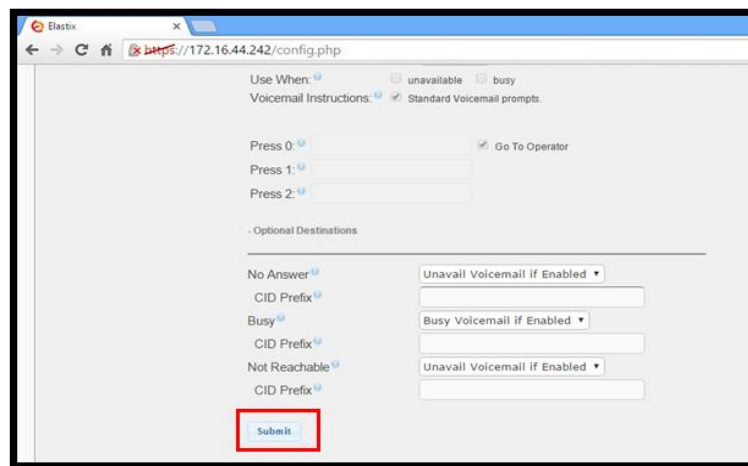 Elastix
https://172.16.44.242/config.php
Use When: unavailable busy
Voicemail Instructions: Standard Voicemail prompts.
Press 0: Go To Operator
Press 1:
Press 2:
- Optional Destinations
No Answer Unavail Voicemail if Enabled
CID Prefix
Busy Busy Voicemail if Enabled
CID Prefix
Not Reachable Unavail Voicemail if Enabled
CID Prefix
Submit